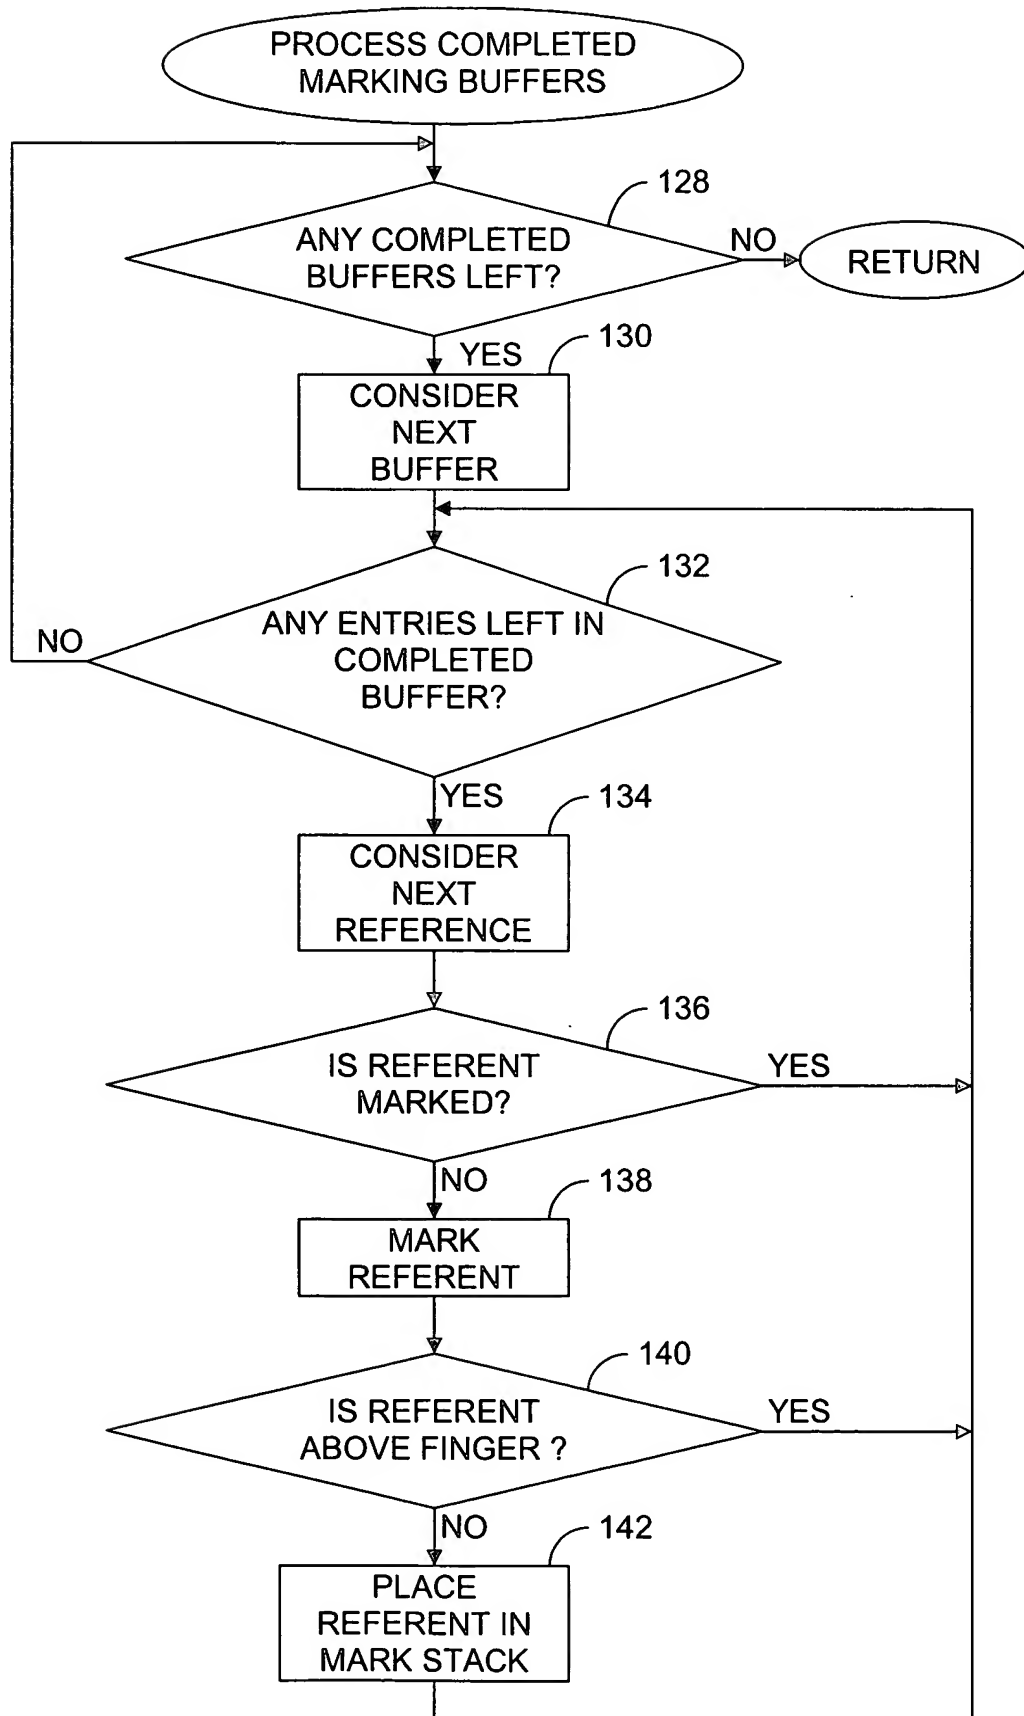 PROCESS COMPLETED
MARKING BUFFERS
128
ANY COMPLETED
BUFFERS LEFT?
NO
RETURN
YES
130
CONSIDER
NEXT
BUFFER
132
ANY ENTRIES LEFT IN
COMPLETED
BUFFER?
NO
YES
134
CONSIDER
NEXT
REFERENCE
136
IS REFERENT
MARKED?
YES
NO
138
MARK
REFERENT
140
IS REFERENT
ABOVE FINGER ?
YES
NO
142
PLACE
REFERENT IN
MARK STACK